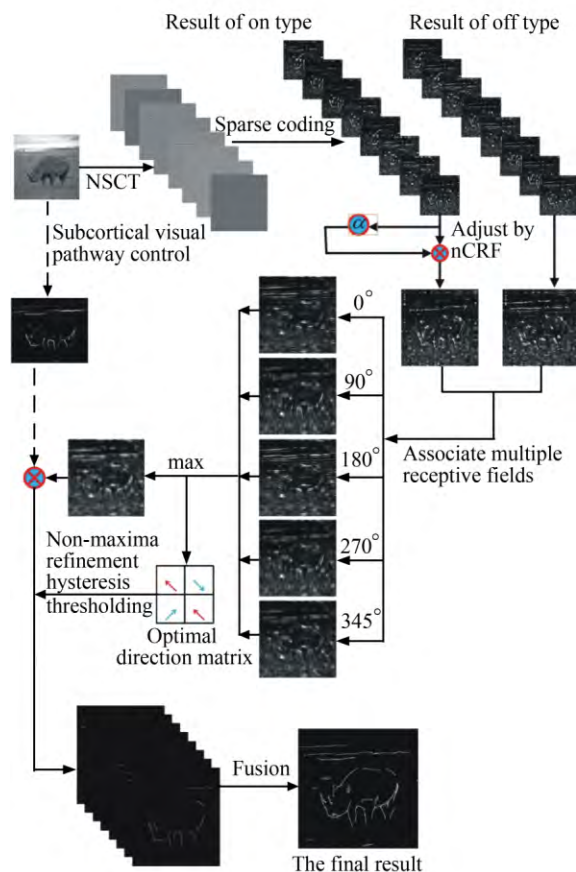 Result of on type
Result of off type
Sparse coding
NSCT
Subcortical visual
pathway control
α
Adjust by
nCRF
0°
90°
180°
270°
345°
Associate multiple
receptive fields
max
Non-maxima
refinement
hysteresis
thresholding
Optimal
direction matrix
Fusion
The final result